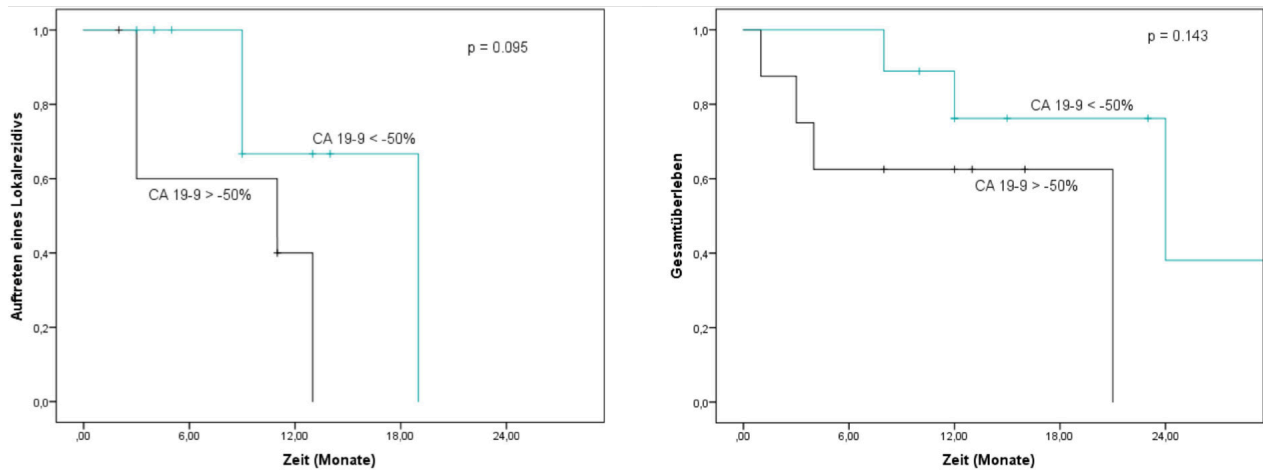 Auftreten eines Lokalrezidivs
1,0
0,8
0,6
0,4
0,2
0,0
p = 0.095
CA 19-9 < -50%
CA 19-9 > -50%
,00
6,00
12,00
18,00
24,00
Zeit (Monate)
Gesamtüberleben
1,0
0,8
0,6
0,4
0,2
0,0
p = 0.143
CA 19-9 < -50%
CA 19-9 > -50%
,00
6,00
12,00
18,00
24,00
Zeit (Monate)